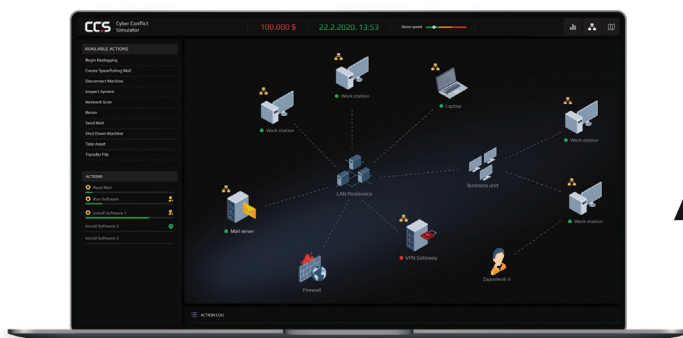 CCS Cyber Conflict
Simulator
100.000 $
22.2.2020. 13:53
Game speed
AVAILABLE ACTIONS
Begin Keylogging
Create Spearfishing Mail
Disconnect Machine
Inspect System
Network Scan
Recon
Send Mail
Shut Down Machine
Take Asset
Transfer File
ACTIONS
Read Mail
Run Software
Install Software 1
Install Software 2
Install Software 3
Work station
Work station
Laptop
Work station
LAN Poslovnica
Business unit
Work station
Mail server
VPN Gateway
Firewall
Zaposlenik 4
ACTION LOG